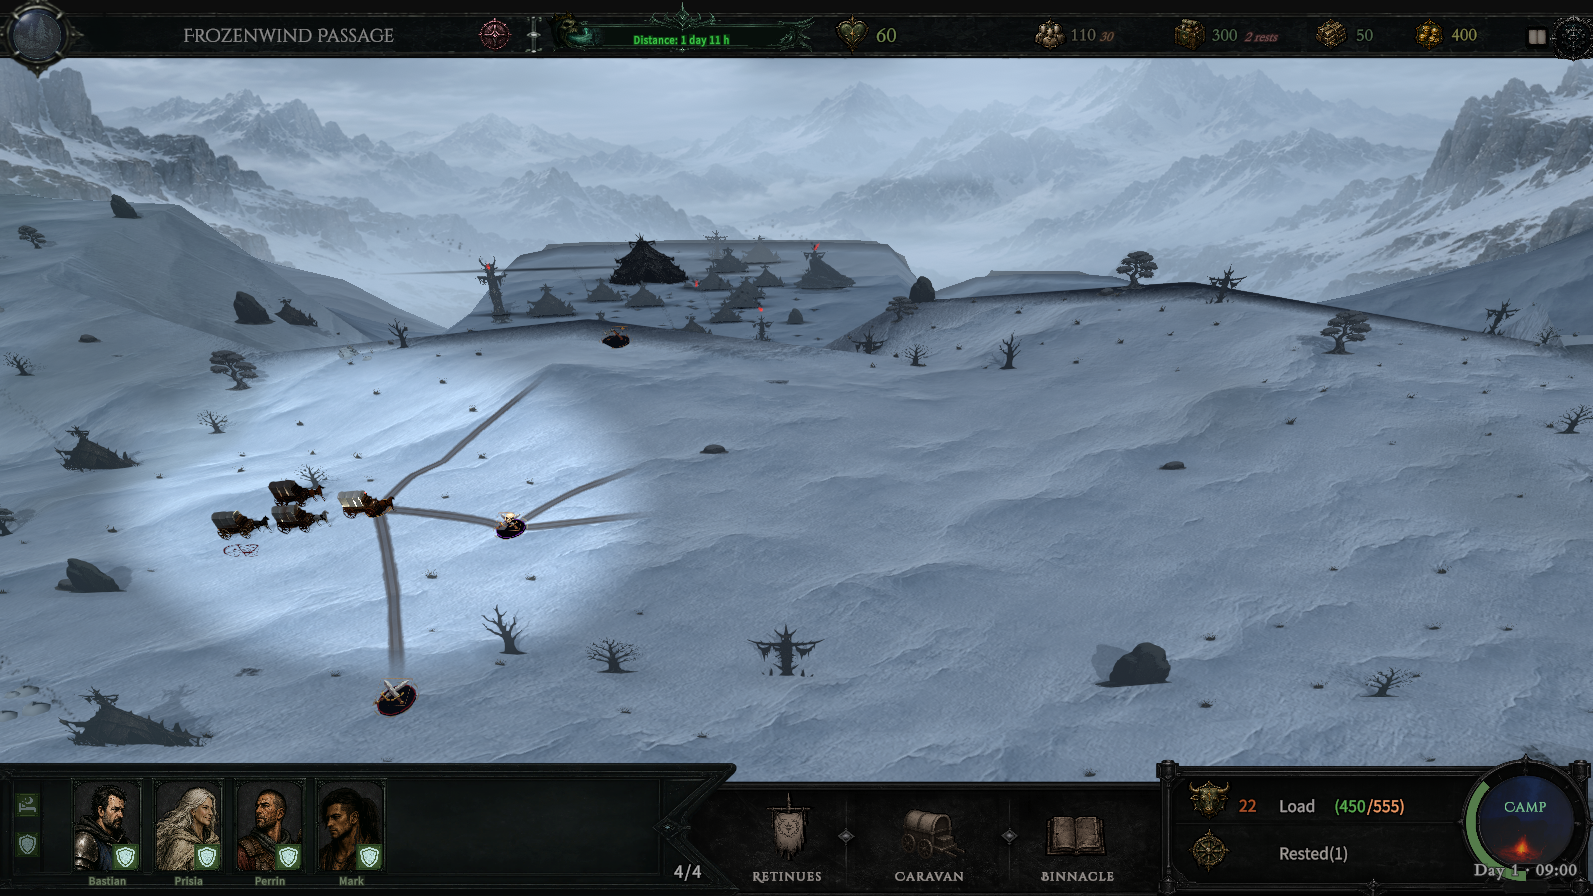 Frozenwind Passage
Distance: 1 day 11 h
60
110 30
300 2 rests
50
400
Bastian
Prisia
Perrin
Mark
4/4
Retinues
Caravan
Binnacle
22 Load (450/555)
Rested(1)
Camp
Day 1 · 09:00